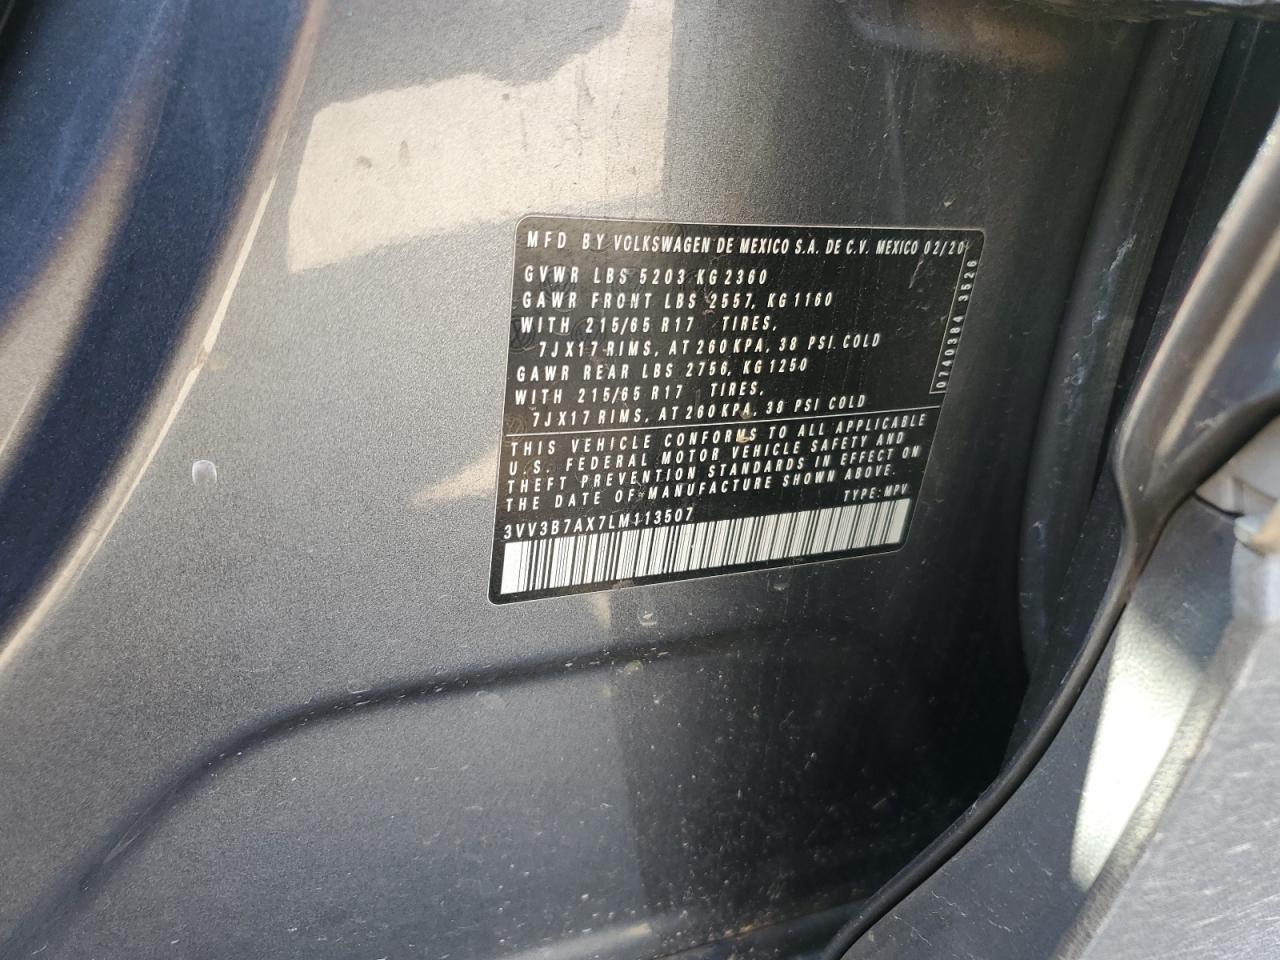 MFD BY VOLKSWAGEN DE MEXICO S.A. DE C.V. MEXICO 02/20
GVWR LBS 5203 KG 2360
GAWR FRONT LBS 2557, KG 1160
WITH 215/65 R17 TIRES,
7JX17 RIMS, AT 260 KPA, 38 PSI COLD
GAWR REAR LBS 2756, KG 1250
WITH 215/65 R17 TIRES,
7JX17 RIMS, AT 260 KPA, 38 PSI COLD
0740384 3526
THIS VEHICLE CONFORMS TO ALL APPLICABLE
U.S. FEDERAL MOTOR VEHICLE SAFETY AND
THEFT PREVENTION STANDARDS IN EFFECT ON
THE DATE OF MANUFACTURE SHOWN ABOVE.
TYPE: MPV
3VV3B7AX7LM113507